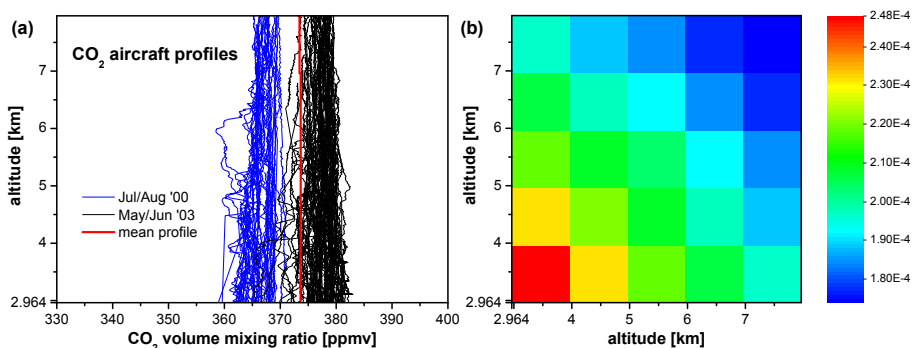 (a)
CO2 aircraft profiles
altitude [km]
7
6
5
4
2.964
Jul/Aug '00
May/Jun '03
mean profile
330 340 350 360 370 380 390 400
CO2 volume mixing ratio [ppmv]
(b)
altitude [km]
7
6
5
4
2.964
2.964 4 5 6 7
altitude [km]
2.48E-4
2.40E-4
2.30E-4
2.20E-4
2.10E-4
2.00E-4
1.90E-4
1.80E-4